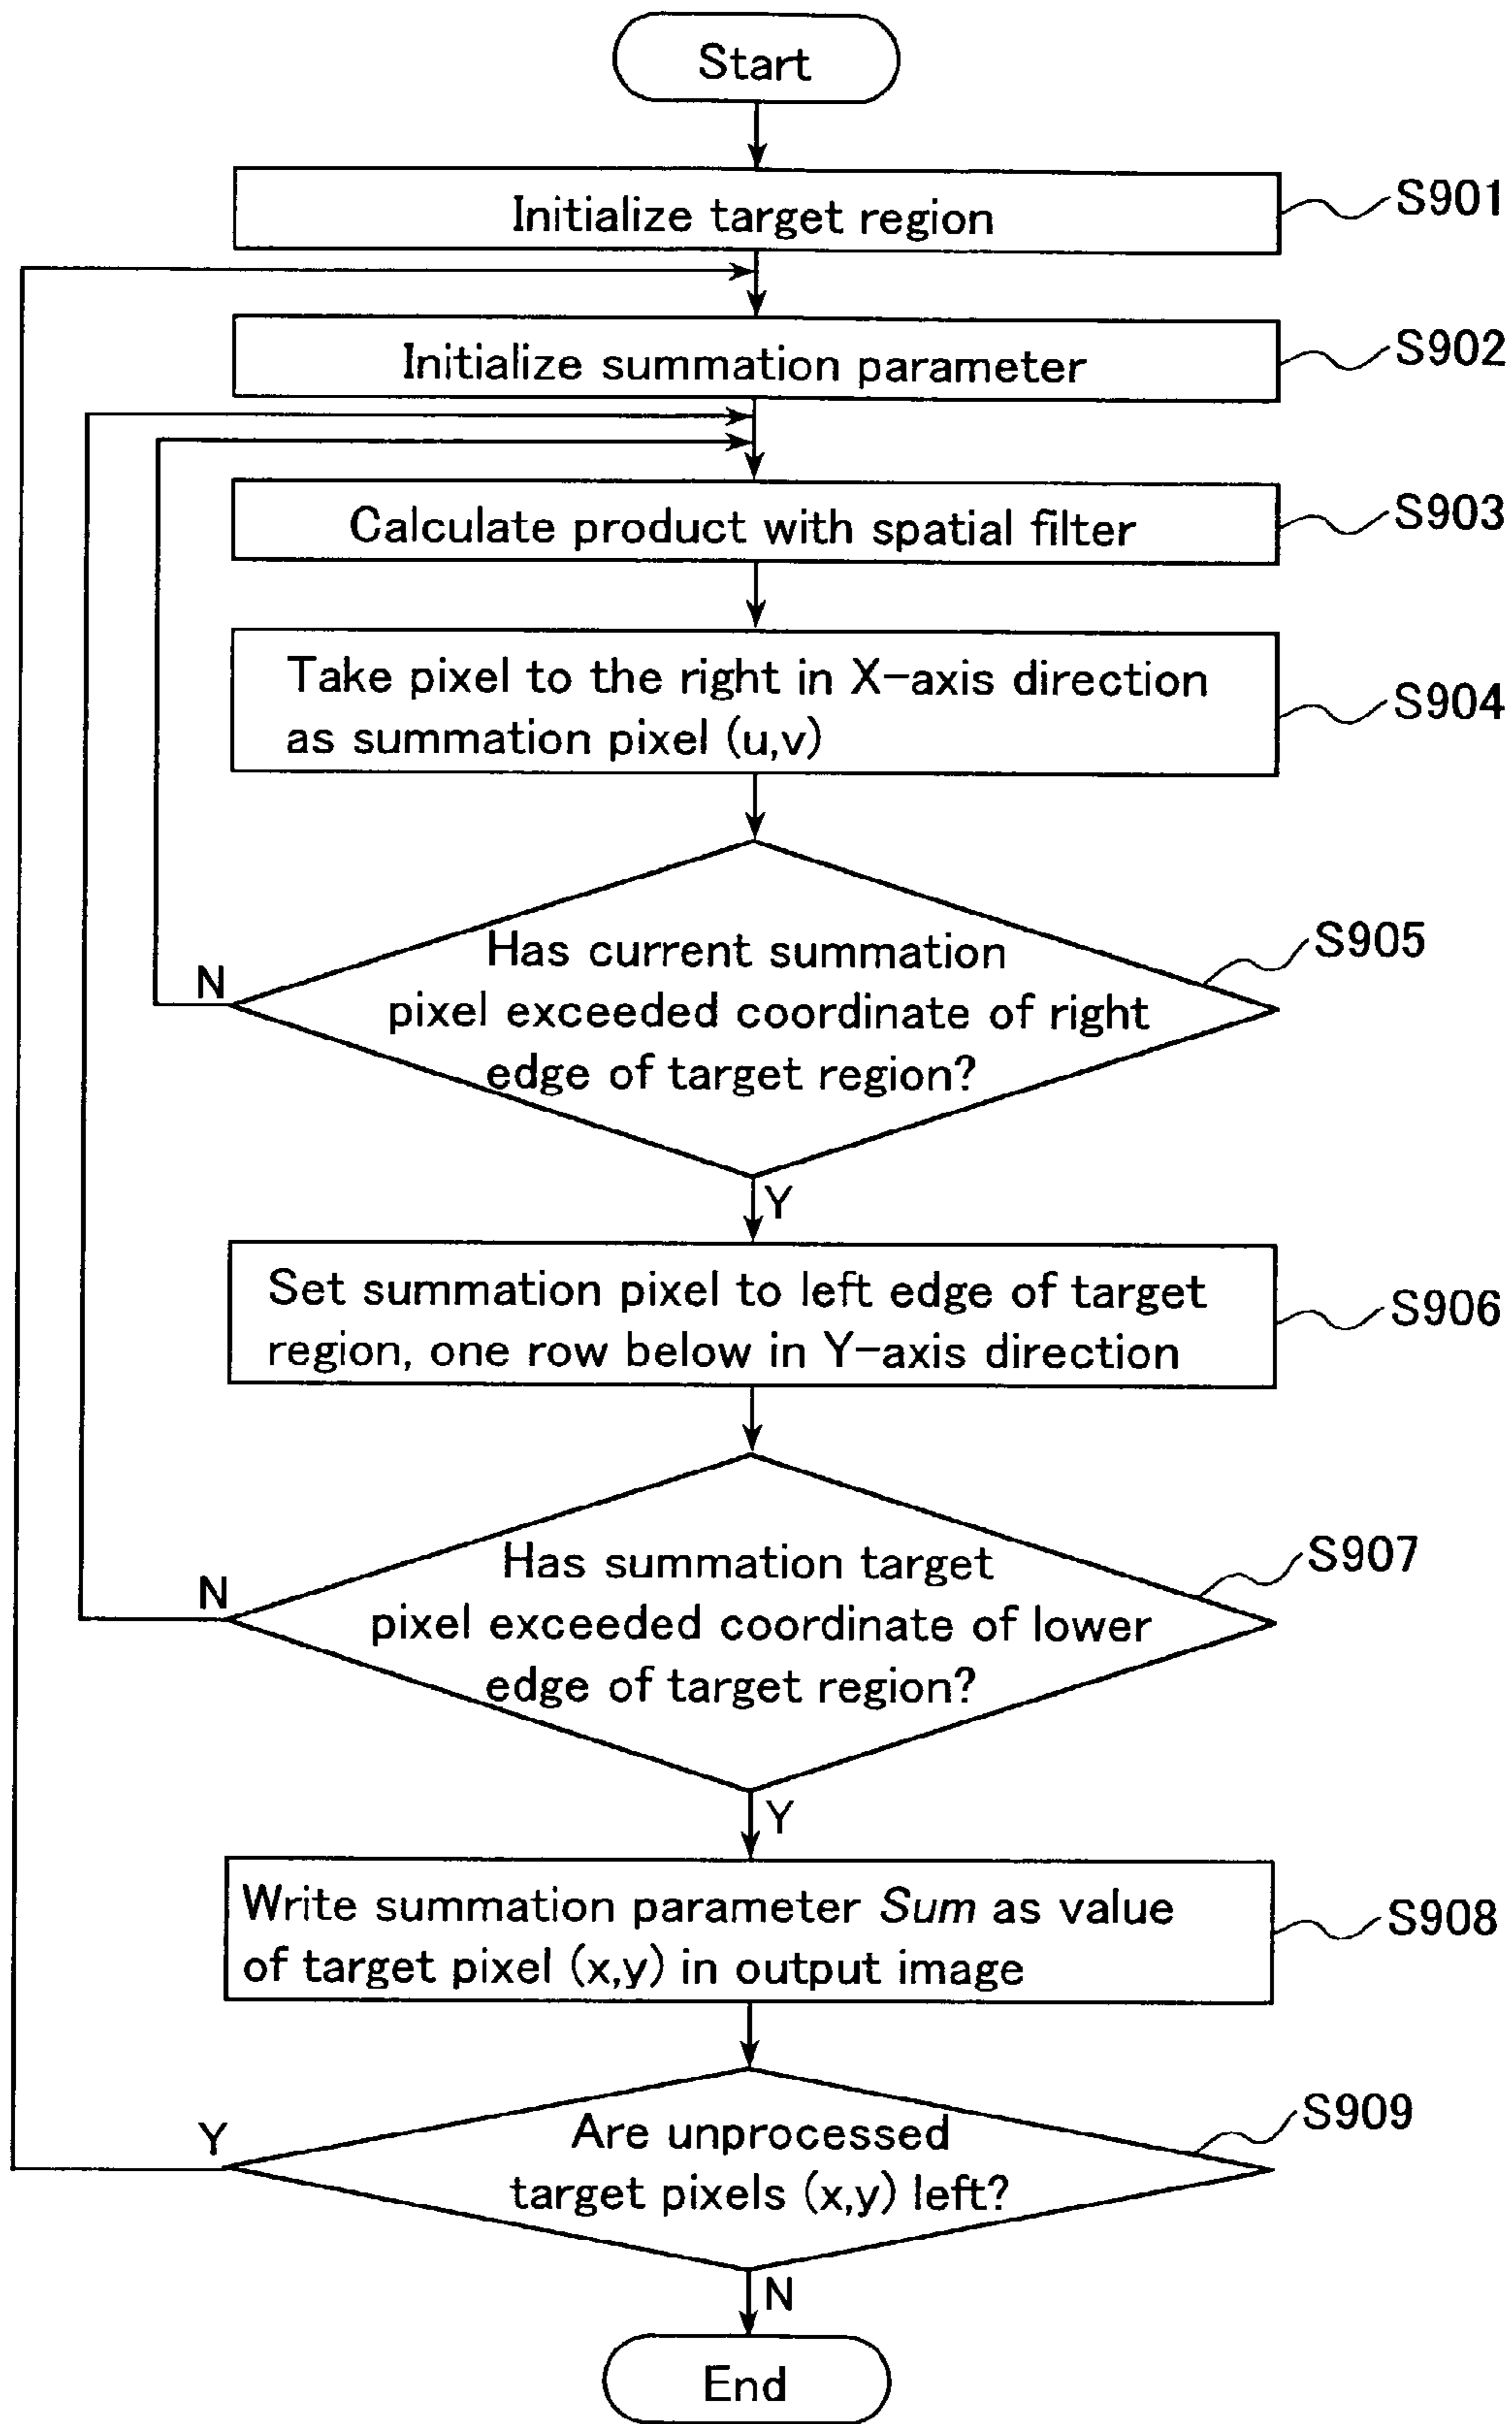 Start
Initialize target region
S901
Initialize summation parameter
S902
Calculate product with spatial filter
S903
Take pixel to the right in X-axis direction
as summation pixel (u,v)
S904
Has current summation
pixel exceeded coordinate of right
edge of target region?
S905
N
Y
Set summation pixel to left edge of target
region, one row below in Y-axis direction
S906
Has summation target
pixel exceeded coordinate of lower
edge of target region?
S907
N
Y
Write summation parameter Sum as value
of target pixel (x,y) in output image
S908
Are unprocessed
target pixels (x,y) left?
S909
Y
N
End